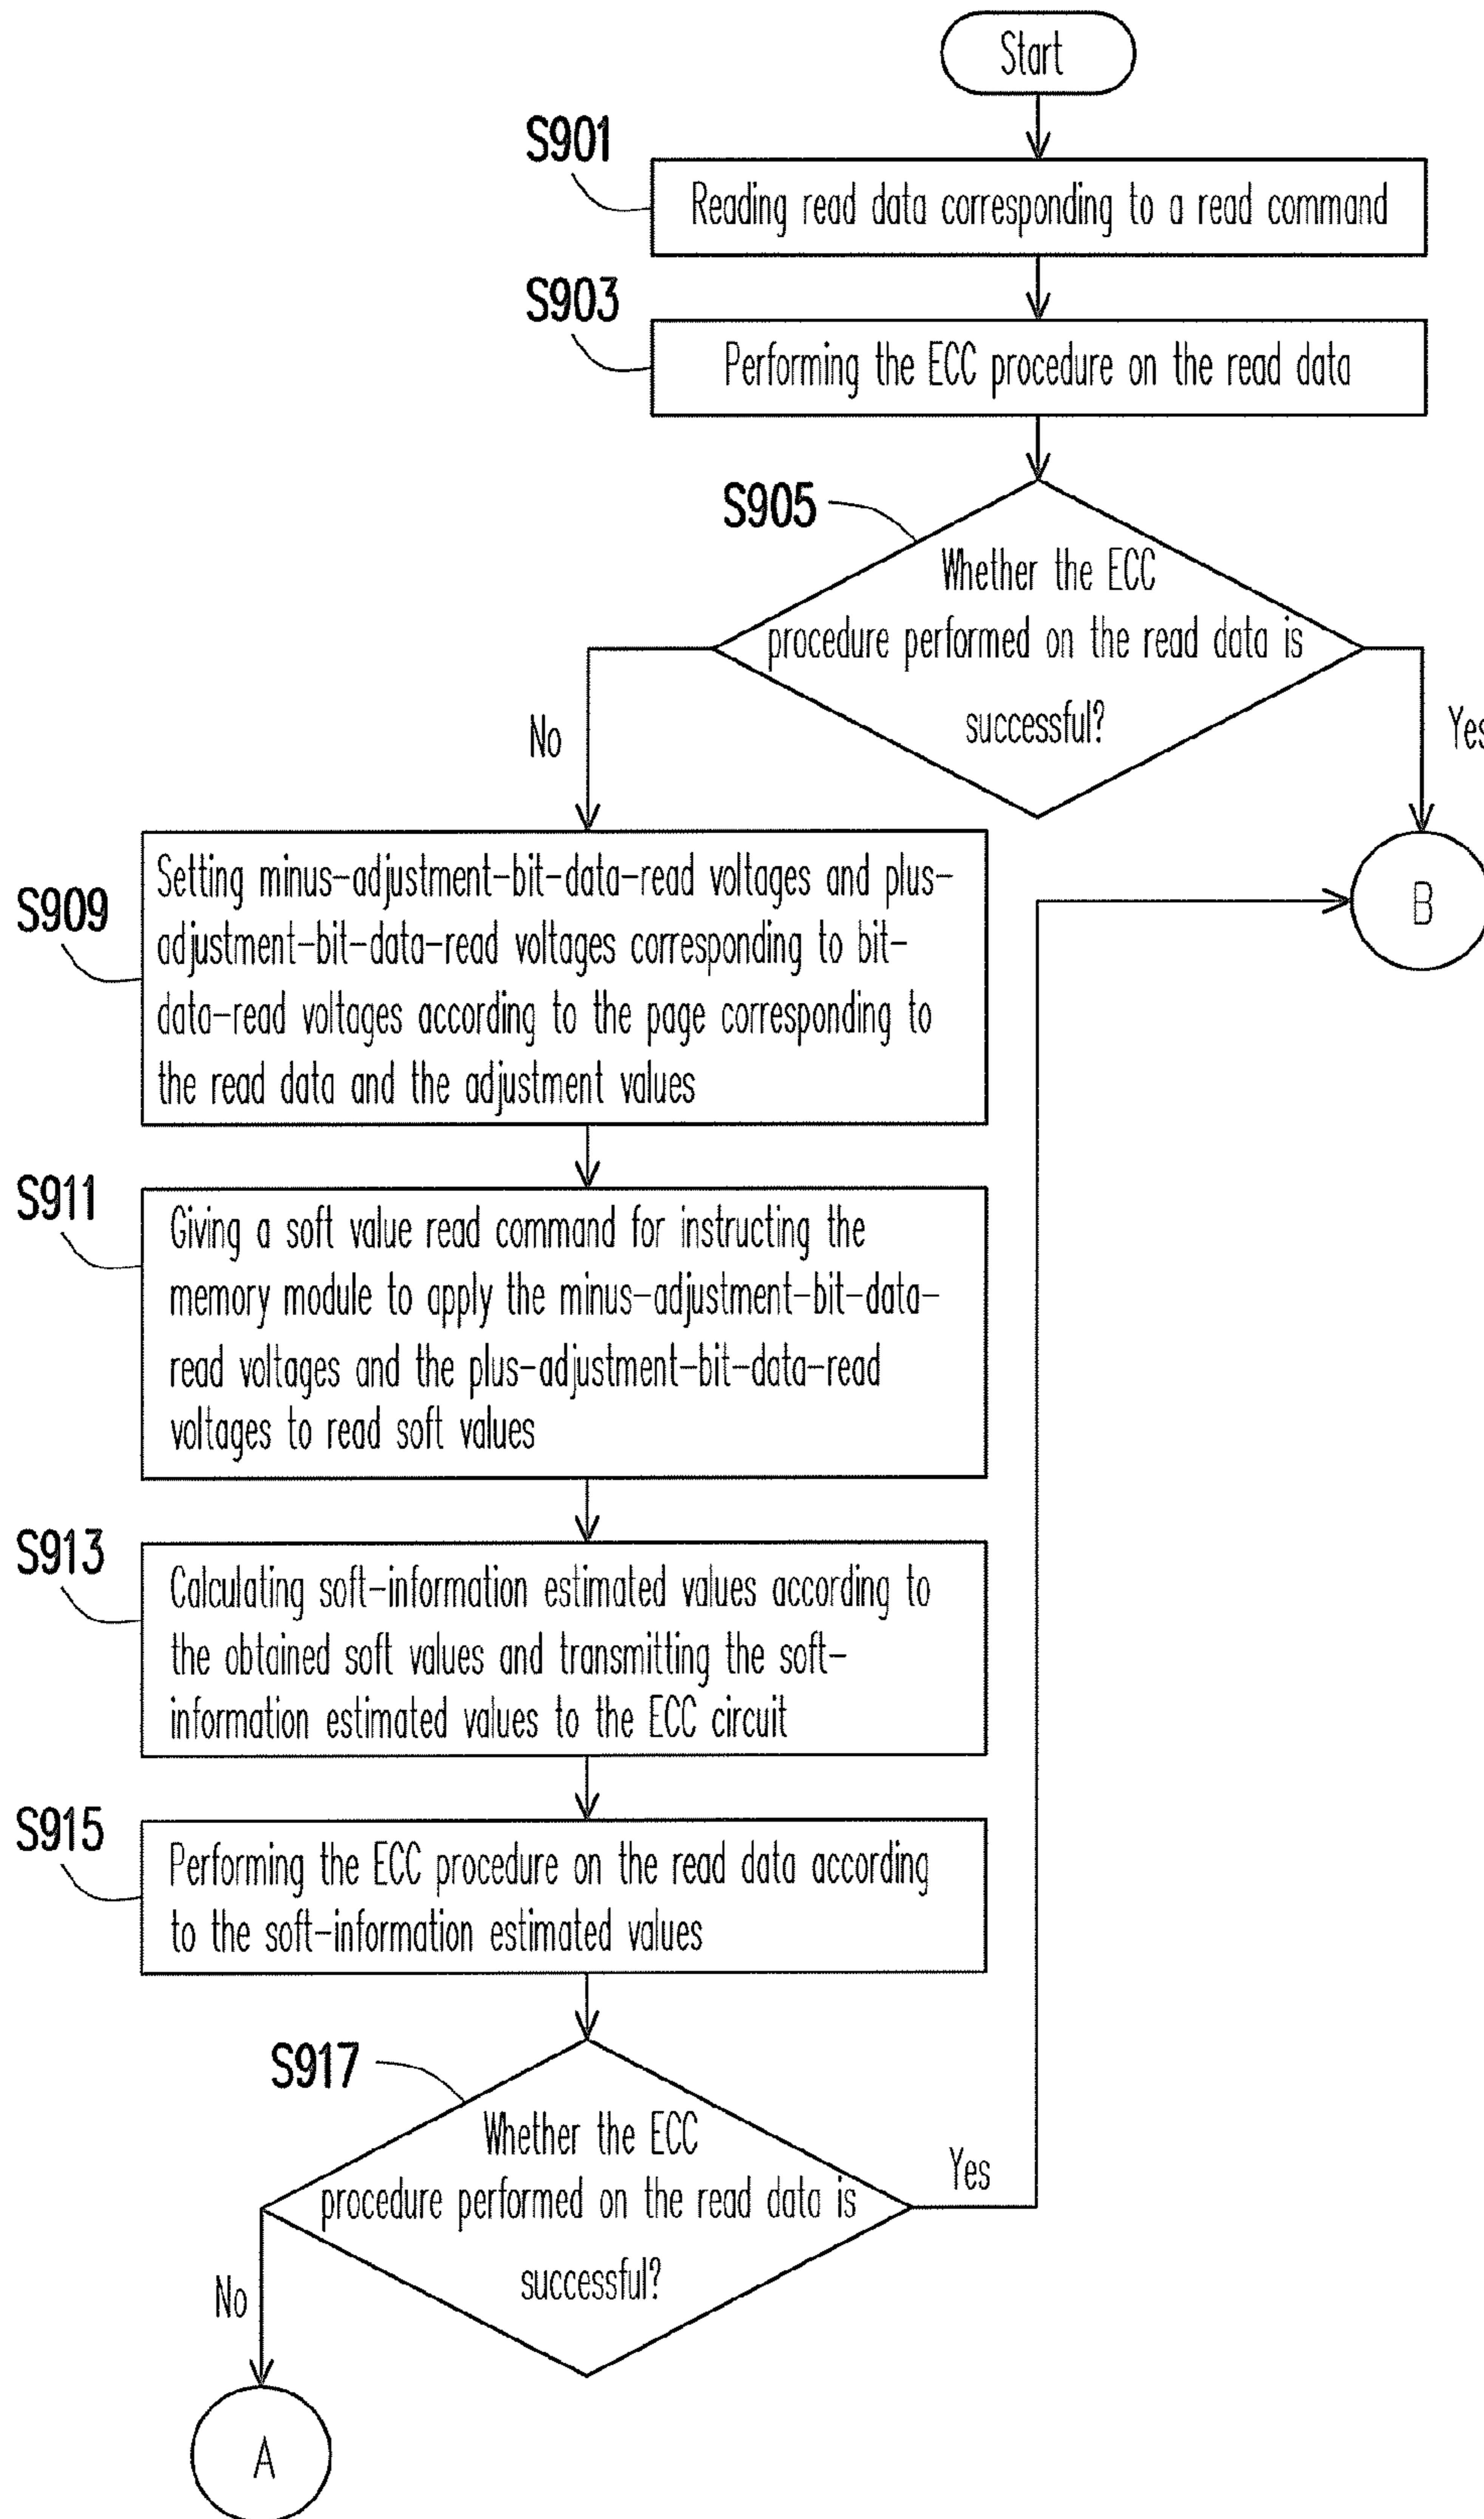 Start
S901
Reading read data corresponding to a read command
S903
Performing the ECC procedure on the read data
S905
Whether the ECC
procedure performed on the read data is
successful?
No
Yes
S909
Setting minus-adjustment-bit-data-read voltages and plus-
adjustment-bit-data-read voltages corresponding to bit-
data-read voltages according to the page corresponding to
the read data and the adjustment values
B
S911
Giving a soft value read command for instructing the
memory module to apply the minus-adjustment-bit-data-
read voltages and the plus-adjustment-bit-data-read
voltages to read soft values
S913
Calculating soft-information estimated values according to
the obtained soft values and transmitting the soft-
information estimated values to the ECC circuit
S915
Performing the ECC procedure on the read data according
to the soft-information estimated values
S917
Whether the ECC
procedure performed on the read data is
successful?
Yes
No
A